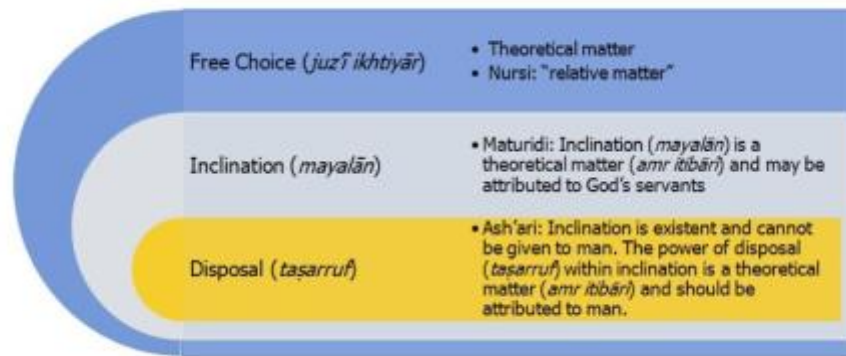 Free Choice (juz'ī ikhtiyār)
• Theoretical matter
• Nursi: "relative matter"
Inclination (mayalān)
• Maturidi: Inclination (mayalān) is a
theoretical matter (amr itibārī) and may be
attributed to God's servants
Disposal (taṣarruf)
• Ash'ari: Inclination is existent and cannot
be given to man. The power of disposal
(taṣarruf) within inclination is a theoretical
matter (amr itibārī) and should be
attributed to man.